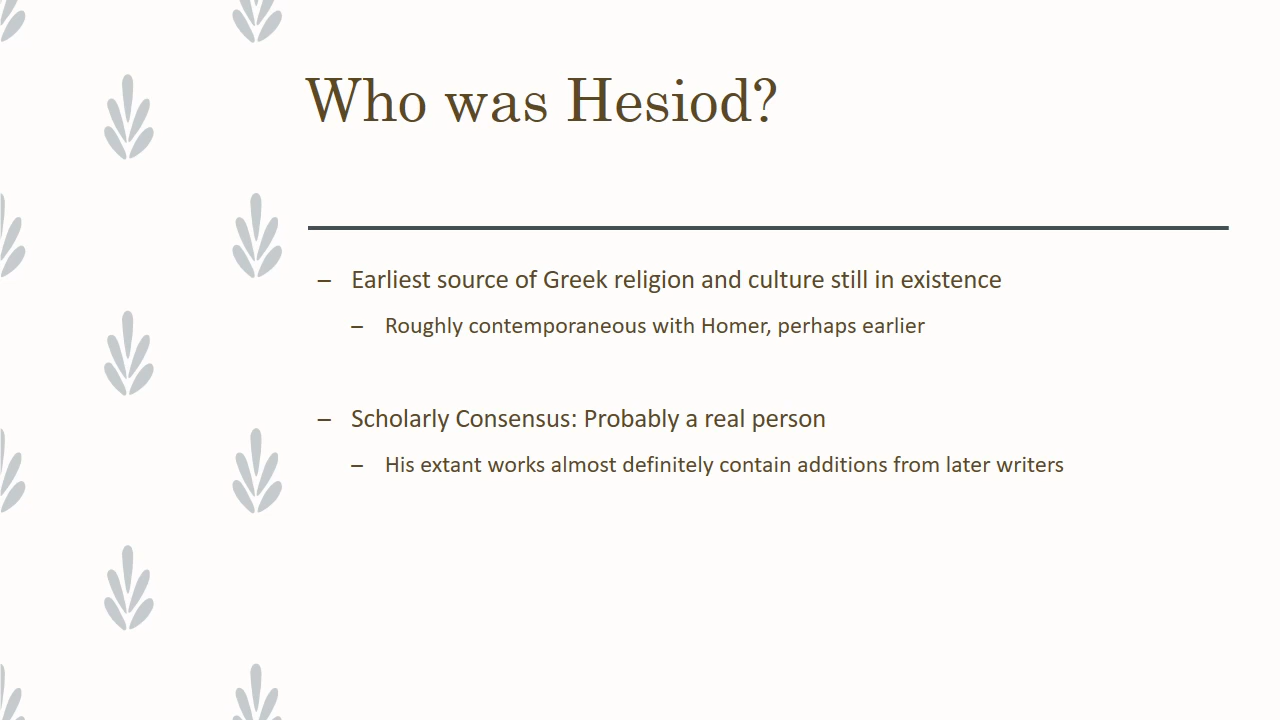 Who was Hesiod?
– Earliest source of Greek religion and culture still in existence
– Roughly contemporaneous with Homer, perhaps earlier
– Scholarly Consensus: Probably a real person
– His extant works almost definitely contain additions from later writers